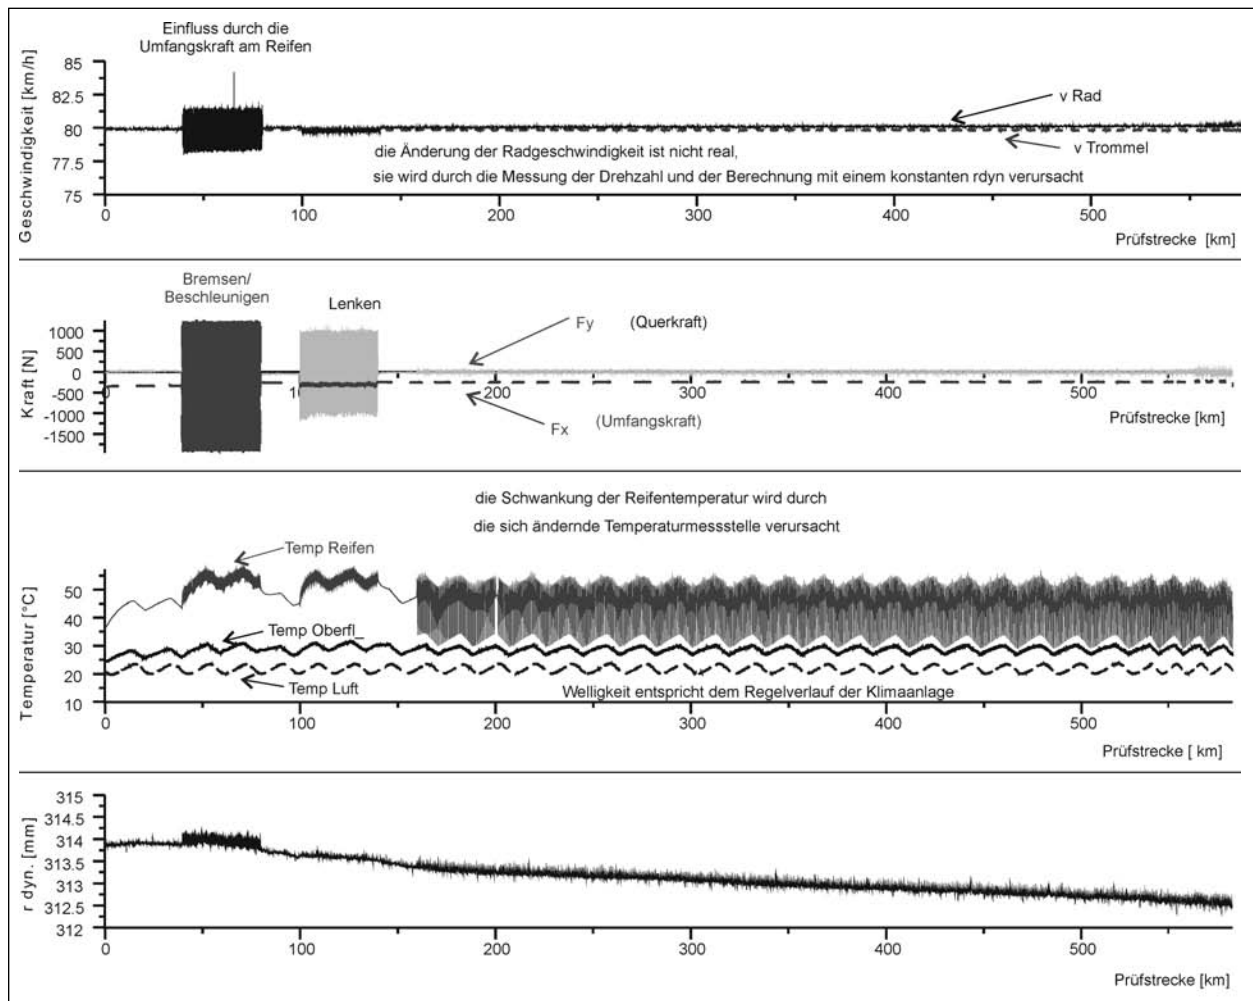 Einfluss durch die
Umfangskraft am Reifen
Geschwindigkeit [km/h]
85
82.5
80
77.5
75
v Rad
v Trommel
die Änderung der Radgeschwindigkeit ist nicht real,
sie wird durch die Messung der Drehzahl und der Berechnung mit einem konstanten rdyn verursacht
0 100 200 300 400 500
Prüfstrecke [km]
Bremsen/
Beschleunigen
Lenken
Kraft [N]
1000
500
0
-500
-1000
-1500
Fy (Querkraft)
Fx (Umfangskraft)
200 300 400 500
Prüfstrecke [km]
die Schwankung der Reifentemperatur wird durch
die sich ändernde Temperaturmessstelle verursacht
Temperatur [°C]
50
40
30
20
10
Temp Reifen
Temp Oberfl_
Temp Luft
Welligkeit entspricht dem Regelverlauf der Klimaanlage
0 100 200 300 400 500
Prüfstrecke [ km]
r dyn. [mm]
315
314.5
314
313.5
313
312.5
312
0 100 200 300 400 500
Prüfstrecke [km]